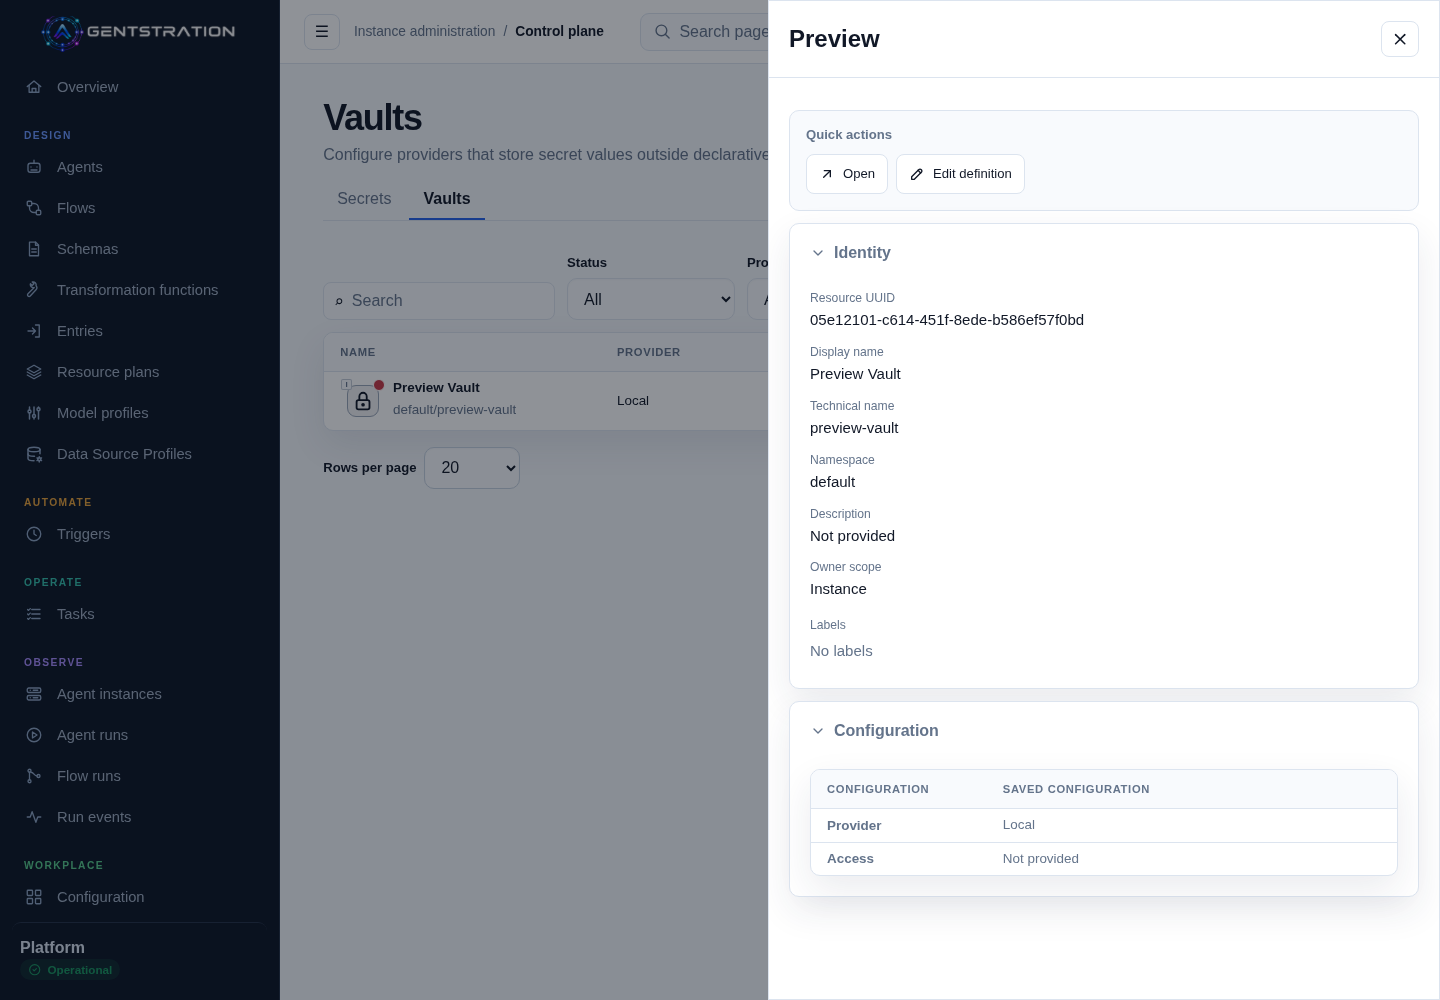 GENTSTRATION
Overview
DESIGN
Agents
Flows
Schemas
Transformation functions
Entries
Resource plans
Model profiles
Data Source Profiles
AUTOMATE
Triggers
OPERATE
Tasks
OBSERVE
Agent instances
Agent runs
Flow runs
Run events
WORKPLACE
Configuration
Platform
Operational
Instance administration / Control plane
Search page
Vaults
Configure providers that store secret values outside declarative
Secrets
Vaults
Status
Pro
Search
All
NAME PROVIDER
I
Preview Vault
default/preview-vault
Local
Rows per page
20
Preview
Quick actions
Open
Edit definition
Identity
Resource UUID
05e12101-c614-451f-8ede-b586ef57f0bd
Display name
Preview Vault
Technical name
preview-vault
Namespace
default
Description
Not provided
Owner scope
Instance
Labels
No labels
Configuration
CONFIGURATION SAVED CONFIGURATION
Provider Local
Access Not provided